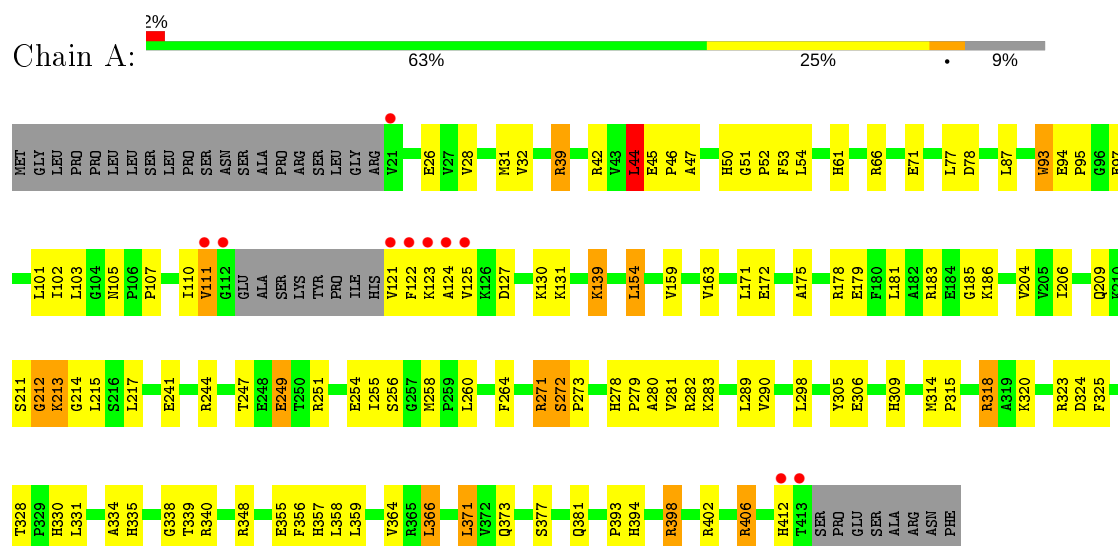 2%
Chain A:
63% 25% • 9%
MET GLY LEU PRO PRO LEU LEU SER LEU PRO SER ASN SER ALA PRO ARG SER LEU GLY ARG V21 E26 V27 V28 M31 V32 R39 R42 V43 L44 E45 P46 A47 H50 G51 P52 F53 L54 H61 R66 E71 L77 D78 L87 W93 E94 P95 G96
L101 I102 L103 G104 N105 P106 P107 I110 V111 G112 GLU ALA SER LYS TYR PRO ILE HIS V121 F122 K123 A124 V125 K126 D127 K130 K131 K139 L154 V159 V163 L171 E172 A175 R178 E179 F180 L181 A182 R183 E184 G185 K186 V204 V205 I206 Q209
S211 G212 K213 G214 L215 S216 L217 E241 R244 T247 E248 E249 T250 R251 E254 I255 S256 G257 M258 P259 L260 F264 R271 S272 P273 H278 P279 A280 V281 R282 K283 L289 V290 L298 Y305 E306 H309 M314 P315 R318 A319 K320 R323 D324 F325
T328 P329 H330 L331 A334 H335 G338 T339 R340 R348 E355 F356 H357 L358 L359 V364 R365 L366 L371 V372 Q373 S377 Q381 P393 H394 R398 R402 R406 H412 T413 SER PRO GLU SER ALA ARG ASN PHE